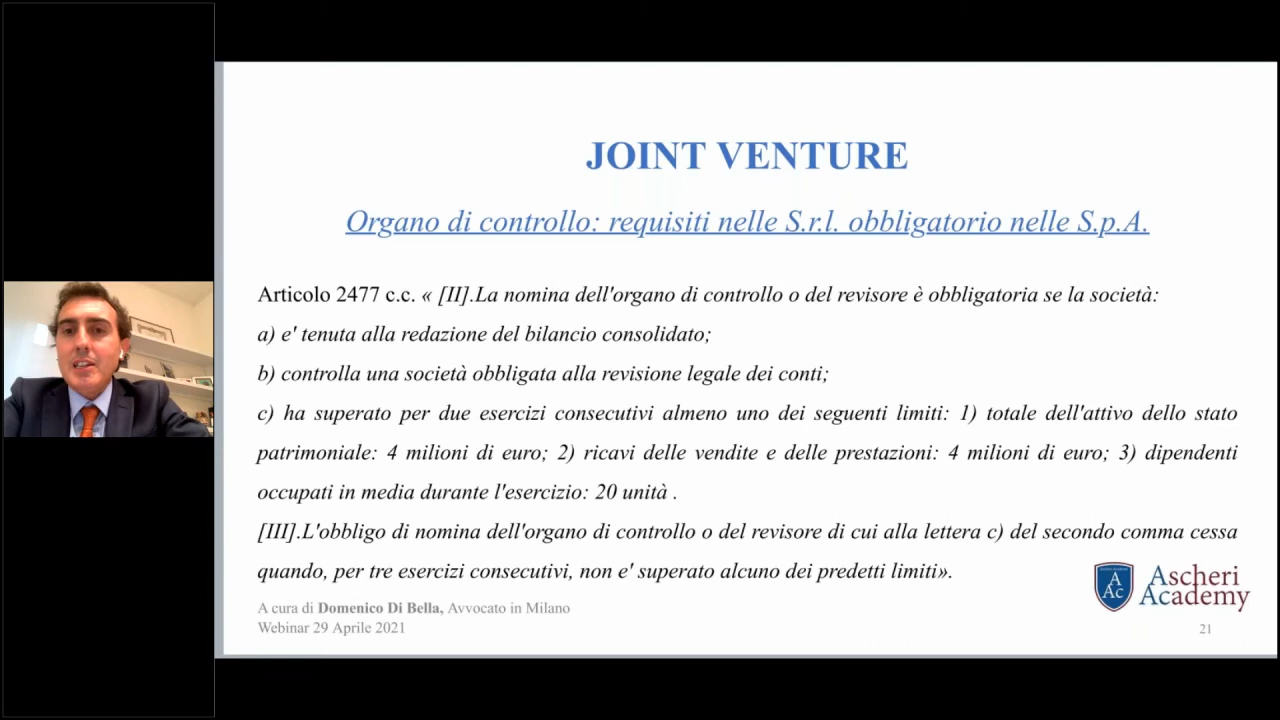 JOINT VENTURE
Organo di controllo: requisiti nelle S.r.l. obbligatorio nelle S.p.A.
Articolo 2477 c.c. « [II].La nomina dell'organo di controllo o del revisore è obbligatoria se la società:
a) e' tenuta alla redazione del bilancio consolidato;
b) controlla una società obbligata alla revisione legale dei conti;
c) ha superato per due esercizi consecutivi almeno uno dei seguenti limiti: 1) totale dell'attivo dello stato
patrimoniale: 4 milioni di euro; 2) ricavi delle vendite e delle prestazioni: 4 milioni di euro; 3) dipendenti
occupati in media durante l'esercizio: 20 unità .
[III].L'obbligo di nomina dell'organo di controllo o del revisore di cui alla lettera c) del secondo comma cessa
quando, per tre esercizi consecutivi, non e' superato alcuno dei predetti limiti».
A Ac
Ascheri
Academy
A cura di Domenico Di Bella, Avvocato in Milano
Webinar 29 Aprile 2021
21